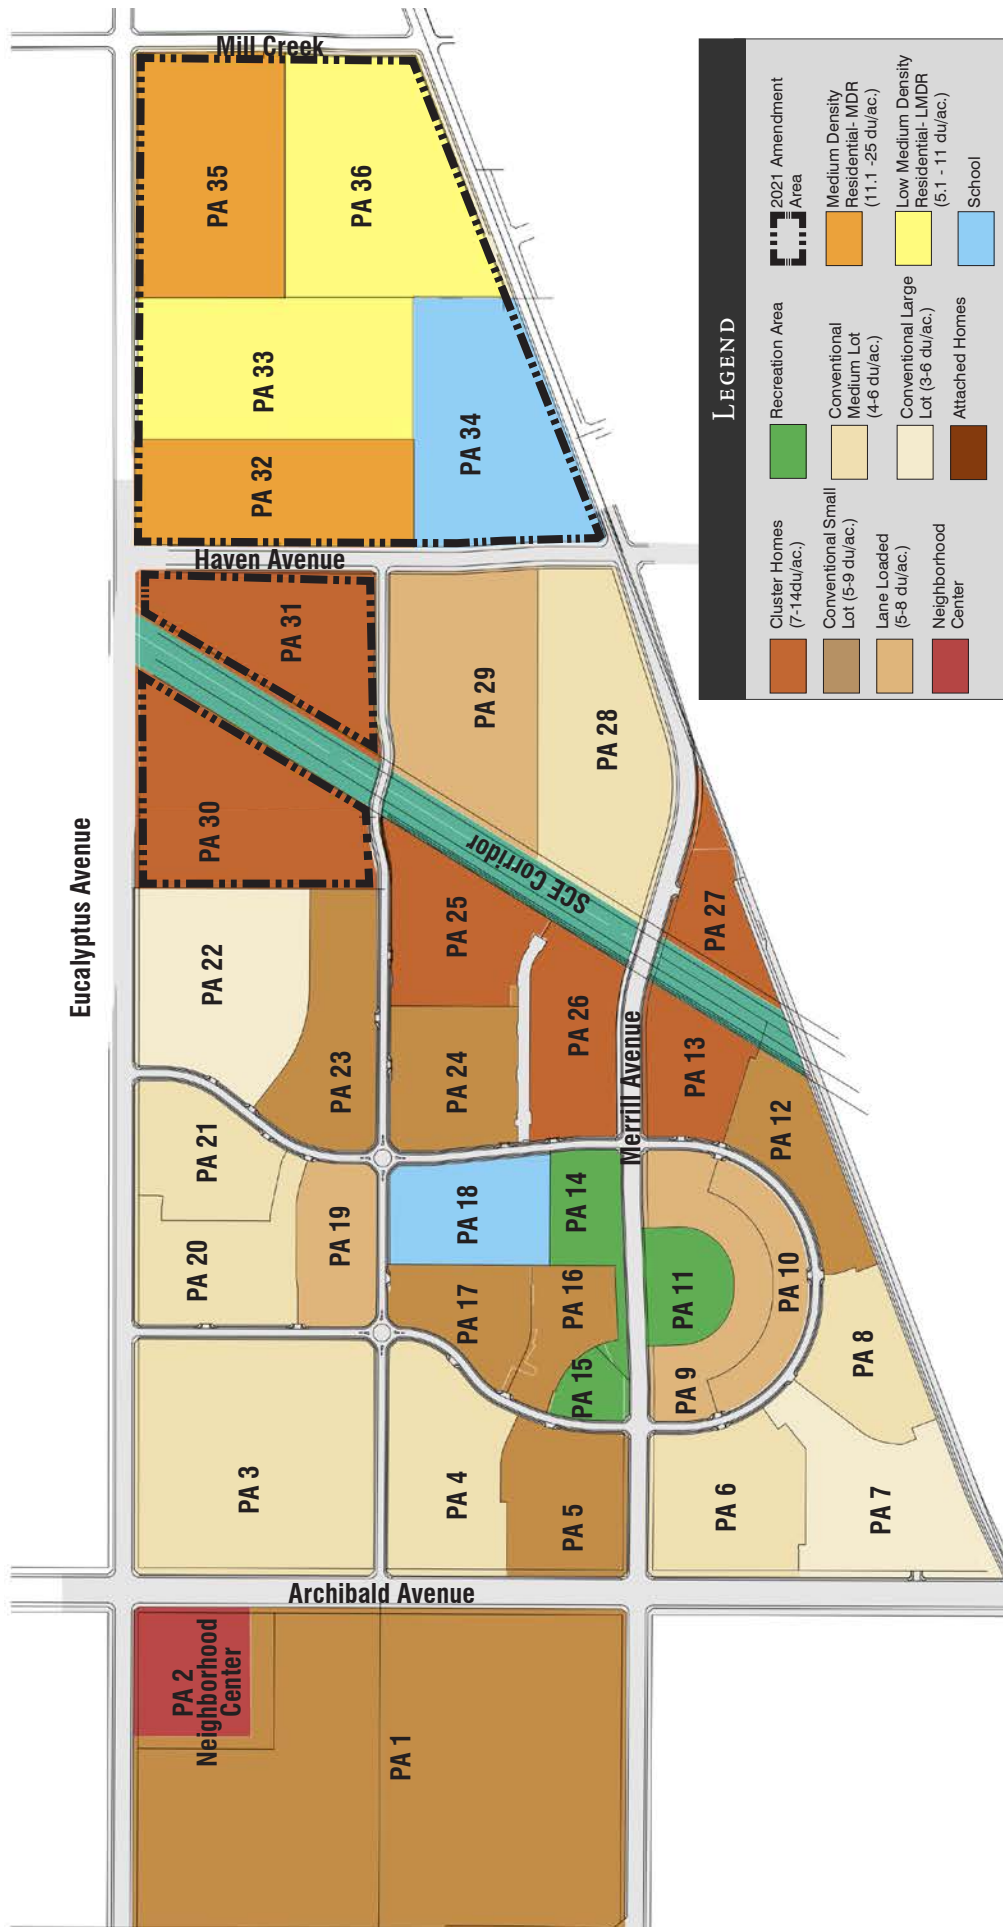 Eucalyptus Avenue
Mill Creek
Haven Avenue
Archibald Avenue
Merrill Avenue
SCE Corridor
PA 1
PA 2
Neighborhood
Center
PA 3
PA 4
PA 5
PA 6
PA 7
PA 8
PA 9
PA 10
PA 11
PA 12
PA 13
PA 14
PA 15
PA 16
PA 17
PA 18
PA 19
PA 20
PA 21
PA 22
PA 23
PA 24
PA 25
PA 26
PA 27
PA 28
PA 29
PA 30
PA 31
PA 32
PA 33
PA 34
PA 35
PA 36
LEGEND
Cluster Homes
(7-14du/ac.)
Conventional Small
Lot (5-9 du/ac.)
Lane Loaded
(5-8 du/ac.)
Neighborhood
Center
Recreation Area
Conventional
Medium Lot
(4-6 du/ac.)
Conventional Large
Lot (3-6 du/ac.)
Attached Homes
2021 Amendment
Area
Medium Density
Residential- MDR
(11.1 -25 du/ac.)
Low Medium Density
Residential- LMDR
(5.1 - 11 du/ac.)
School